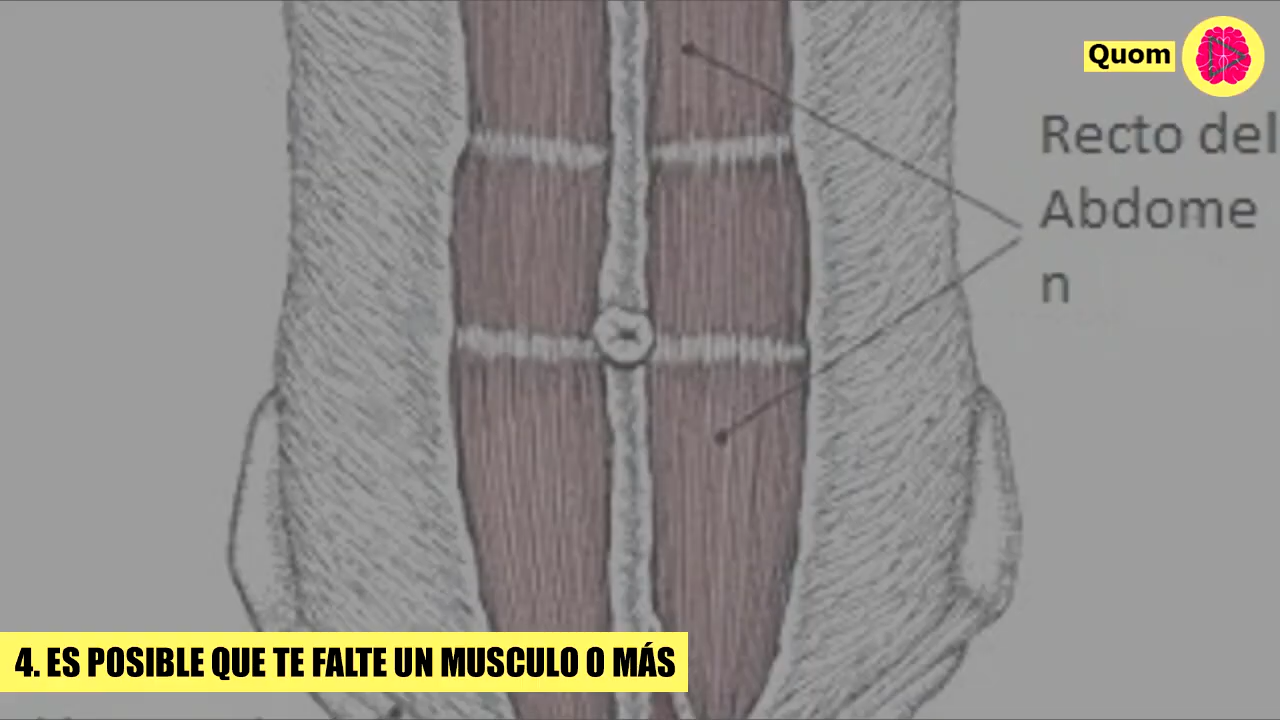 Quom
Recto del
Abdome
n
4. ES POSIBLE QUE TE FALTE UN MUSCULO O MÁS